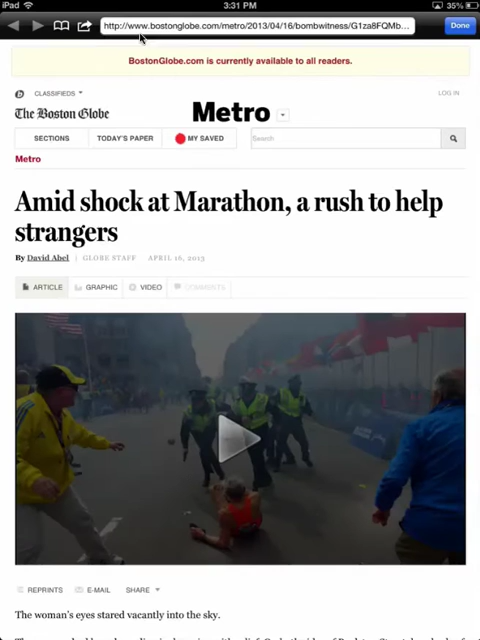 iPad 3:31 PM 35%
http://www.bostonglobe.com/metro/2013/04/16/bombwitness/G1za8FQMb... Done
BostonGlobe.com is currently available to all readers.
CLASSIFIEDS LOG IN
The Boston Globe Metro
SECTIONS TODAY'S PAPER MY SAVED Search
Metro
Amid shock at Marathon, a rush to help
strangers
By David Abel | GLOBE STAFF APRIL 16, 2013
ARTICLE GRAPHIC VIDEO COMMENTS
REPRINTS E-MAIL SHARE
The woman's eyes stared vacantly into the sky.